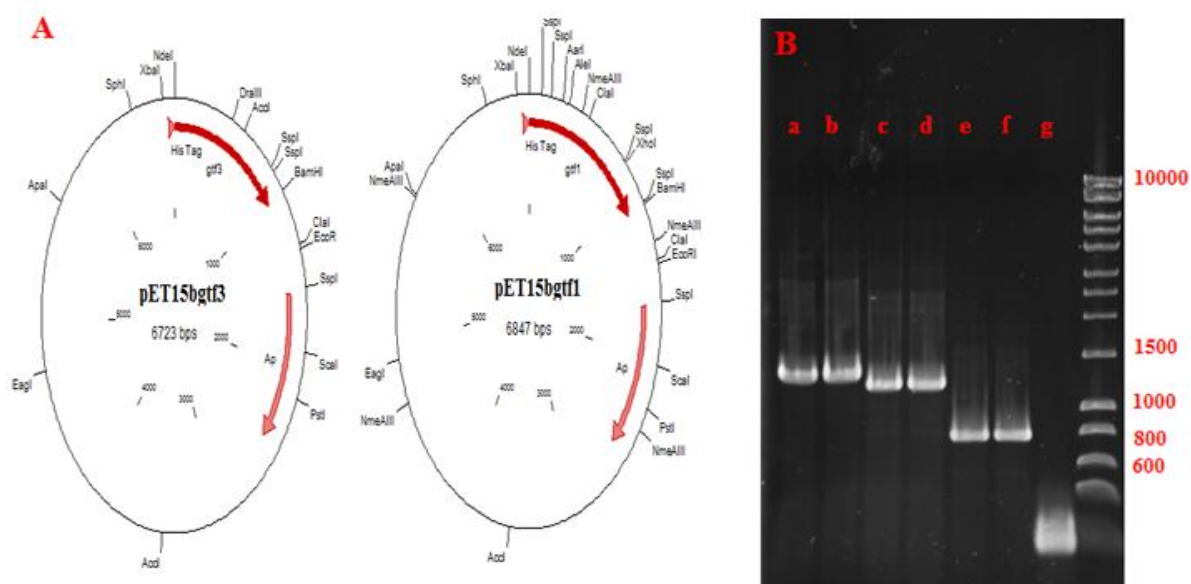 A
NdeI
XbaI
SphI
DraIII
AccI
SspI
SspI
BamHI
His Tag
gtf3
ApaI
ClaI
EcoR
6000
1000
SspI
pET15bgtf3
6723 bps
5000
2000
Ap
ScaI
EagI
4000
3000
PstI
AccI
SspI
SspI
NdeI
AarI
XbaI
AleI
NmeAIII
SphI
ClaI
SspI
XhoI
His Tag
gtf1
SspI
BamHI
ApaI
NmeAIII
NmeAIII
ClaI
EcoRI
6000
1000
SspI
pET15bgtf1
6847 bps
5000
2000
Ap
ScaI
EagI
4000
3000
NmeAIII
PstI
NmeAIII
AccI
B
a b c d e f g
10000
1500
1000
800
600